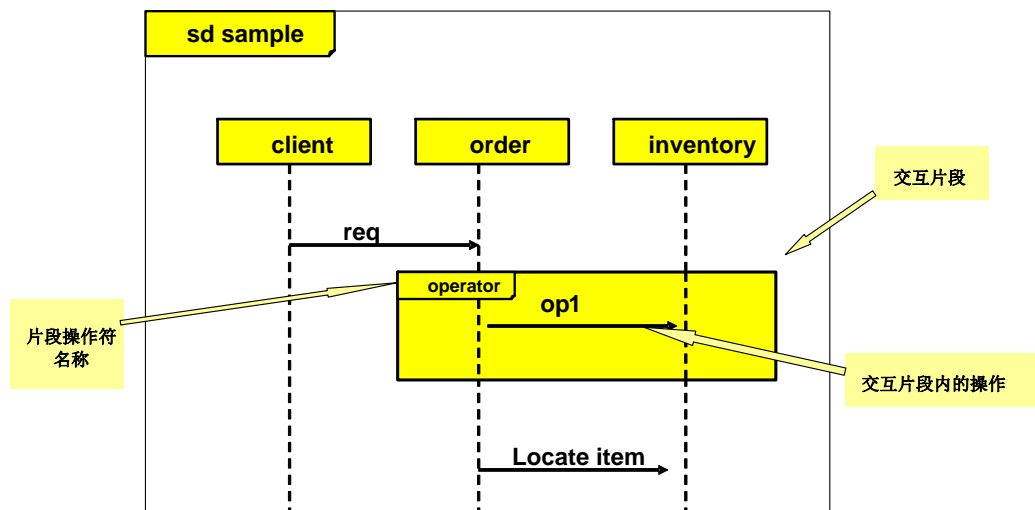 sd sample
client
order
inventory
交互片段
req
operator
op1
片段操作符
名称
交互片段内的操作
Locate item